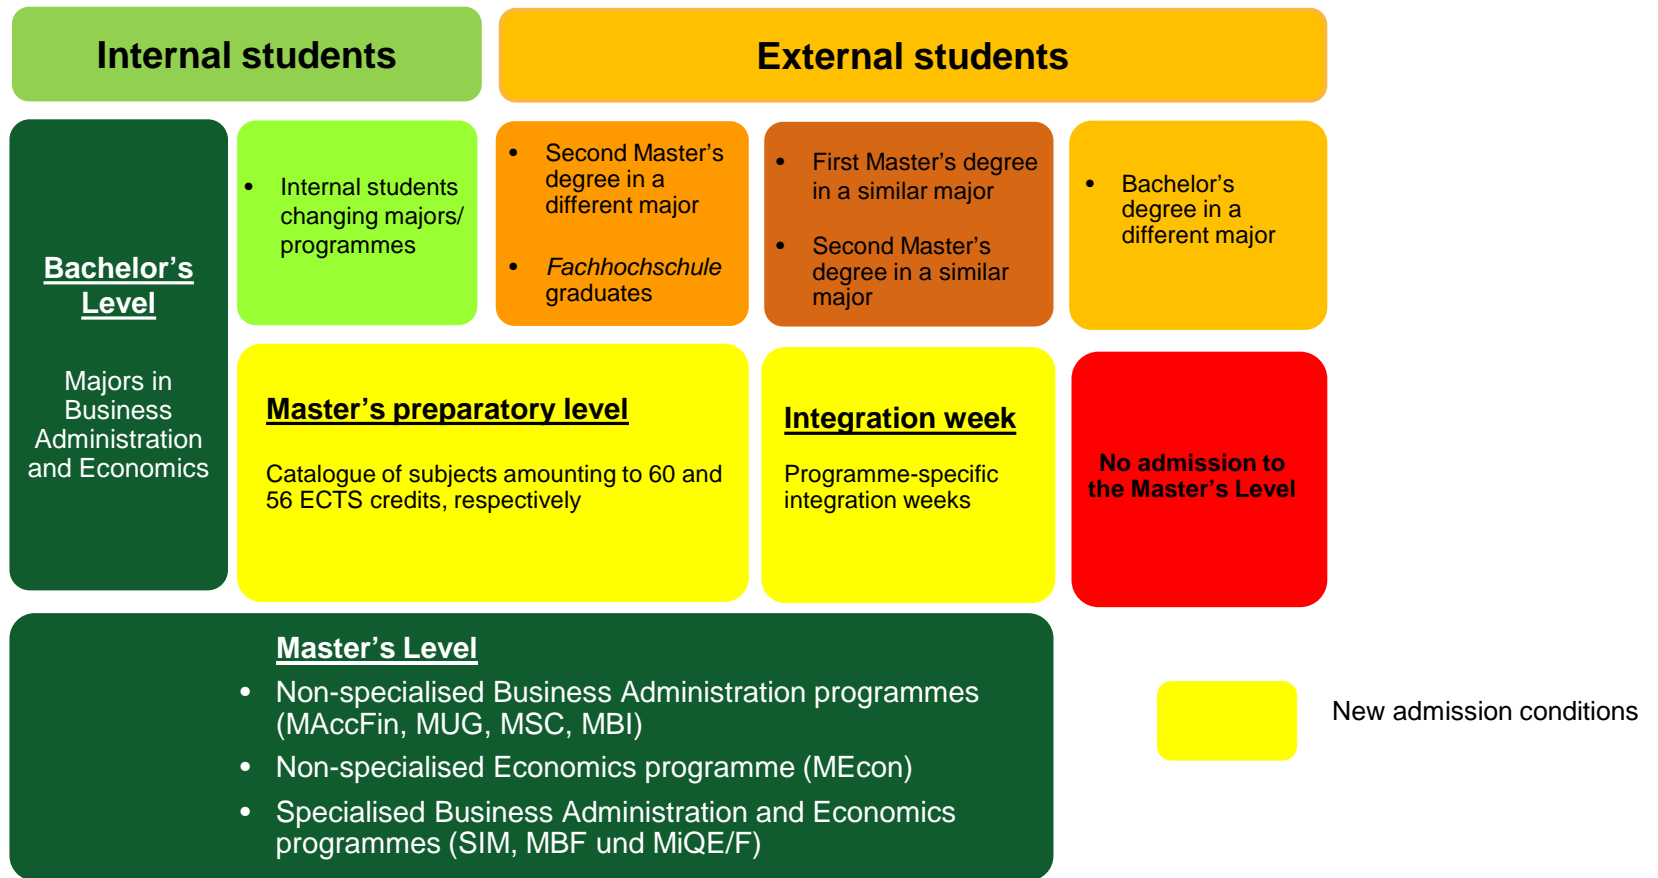 Internal students
External students
Bachelor’s
Level
Majors in
Business
Administration
and Economics
• Internal students
changing majors/
programmes
• Second Master’s
degree in a
different major
• Fachhochschule
graduates
• First Master’s degree
in a similar major
• Second Master’s
degree in a similar
major
• Bachelor’s
degree in a
different major
Master’s preparatory level
Catalogue of subjects amounting to 60 and
56 ECTS credits, respectively
Integration week
Programme-specific
integration weeks
No admission to
the Master’s Level
Master’s Level
• Non-specialised Business Administration programmes
(MAccFin, MUG, MSC, MBI)
• Non-specialised Economics programme (MEcon)
• Specialised Business Administration and Economics
programmes (SIM, MBF und MiQE/F)
New admission conditions